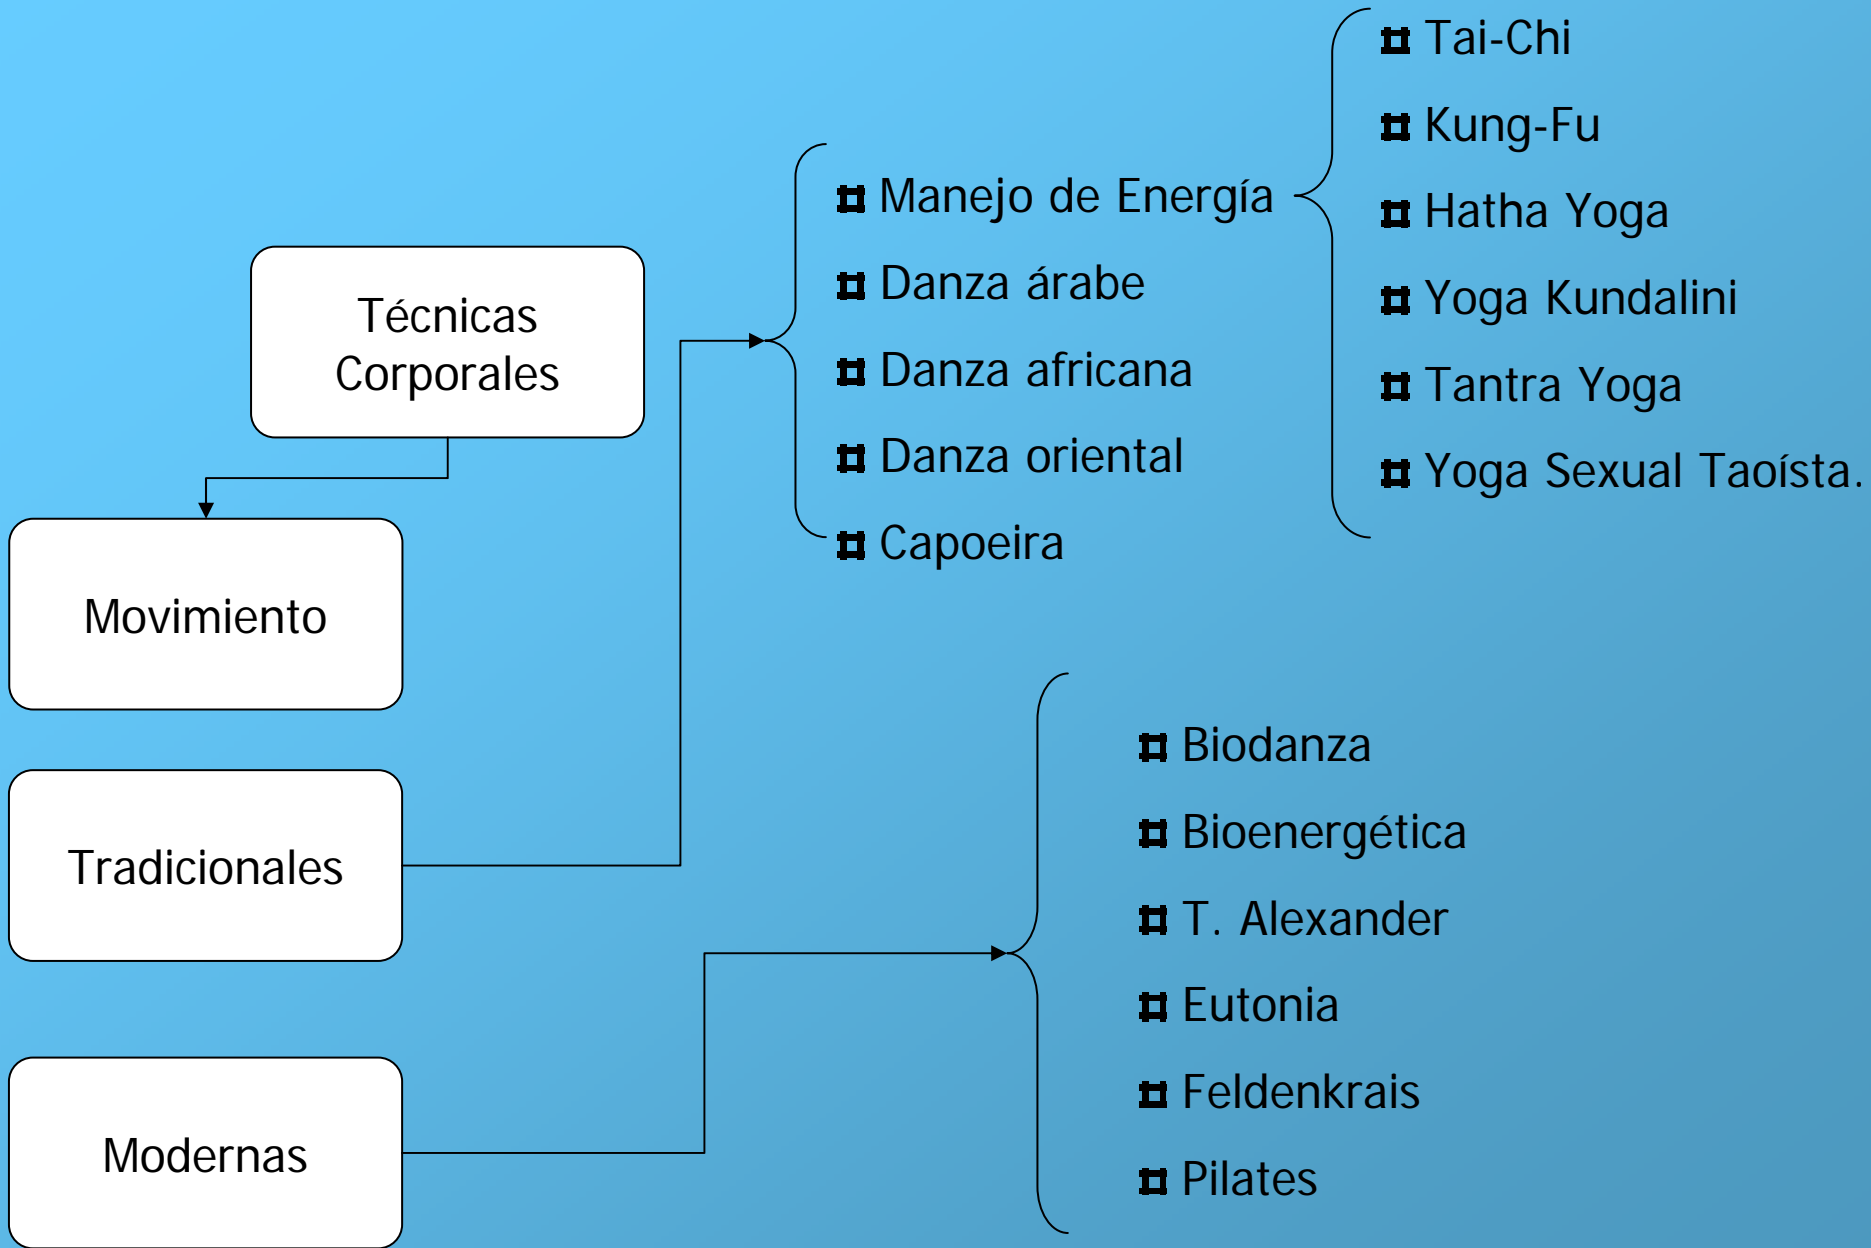 Técnicas
Corporales
Movimiento
Tradicionales
Modernas
Manejo de Energía
Danza árabe
Danza africana
Danza oriental
Capoeira
Tai-Chi
Kung-Fu
Hatha Yoga
Yoga Kundalini
Tantra Yoga
Yoga Sexual Taoísta.
Biodanza
Bioenergética
T. Alexander
Eutonia
Feldenkrais
Pilates